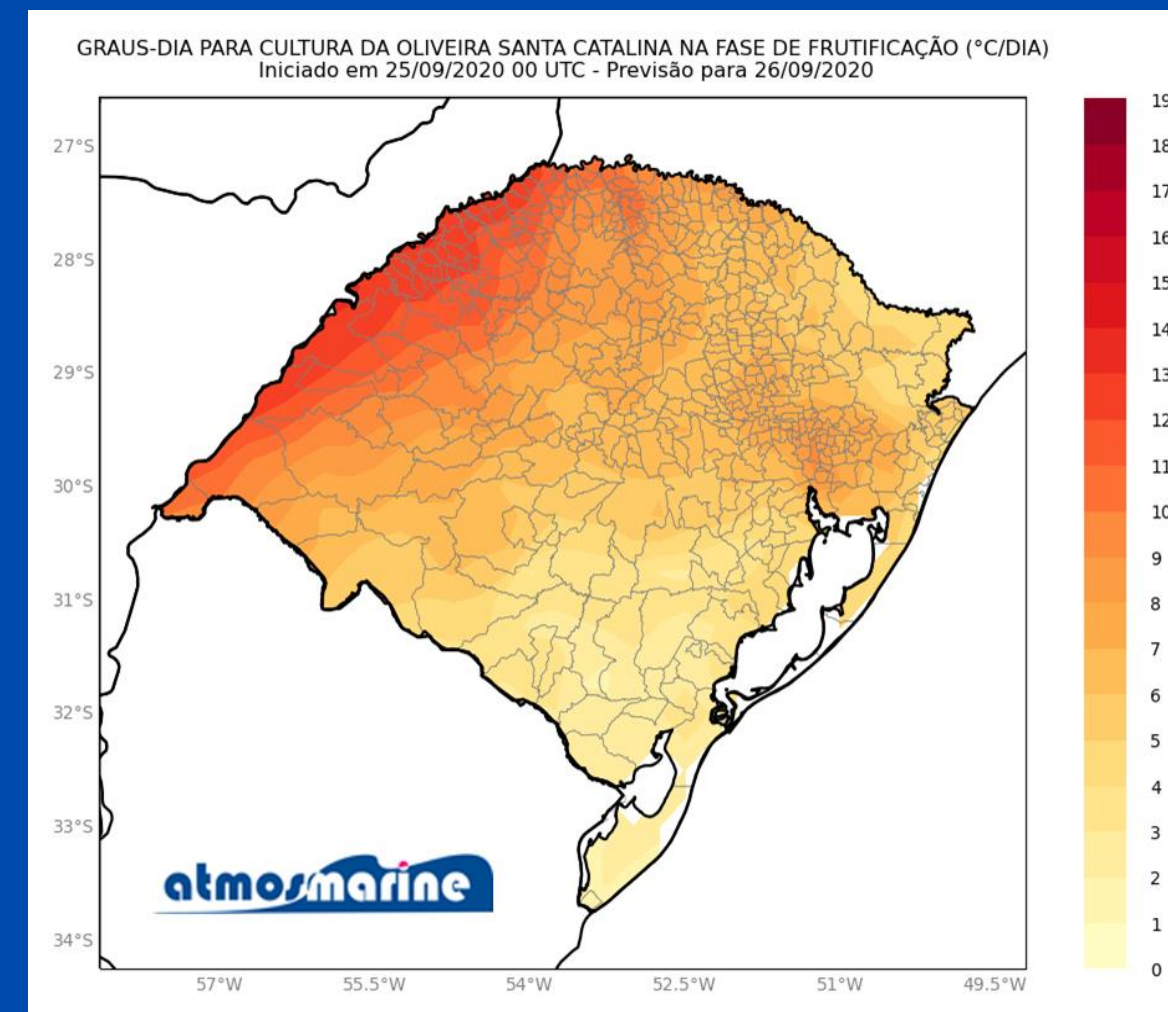 GRAUS-DIA PARA CULTURA DA OLIVEIRA SANTA CATALINA NA FASE DE FRUTIFICAÇÃO (°C/DIA)
Iniciado em 25/09/2020 00 UTC - Previsão para 26/09/2020
27°S
28°S
29°S
30°S
31°S
32°S
33°S
34°S
57°W
55.5°W
54°W
52.5°W
51°W
49.5°W
19
18
17
16
15
14
13
12
11
10
9
8
7
6
5
4
3
2
1
0
atmosmarine